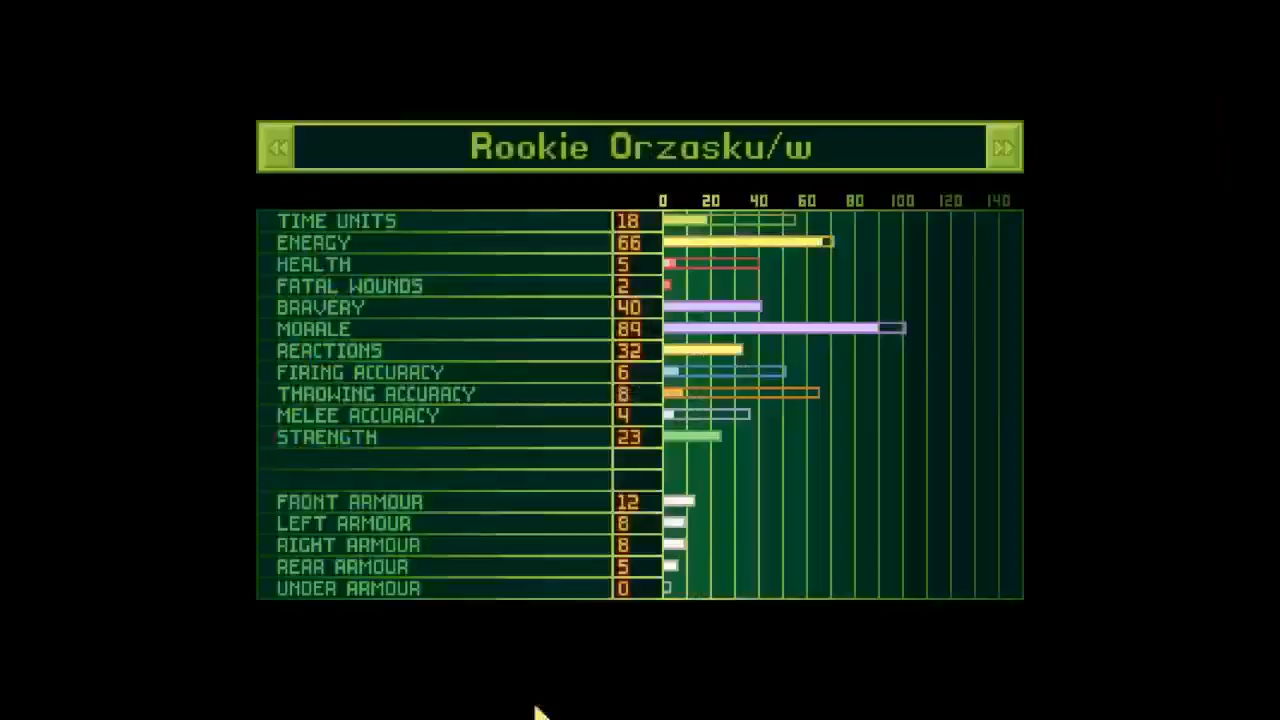 Rookie Orzasku/w
0 20 40 60 80 100 120 140
TIME UNITS 18
ENERGY 66
HEALTH 5
FATAL WOUNDS 2
BRAVERY 40
MORALE 89
REACTIONS 32
FIRING ACCURACY 6
THROWING ACCURACY 8
MELEE ACCURACY 4
STRENGTH 23
FRONT ARMOUR 12
LEFT ARMOUR 8
RIGHT ARMOUR 8
REAR ARMOUR 5
UNDER ARMOUR 0